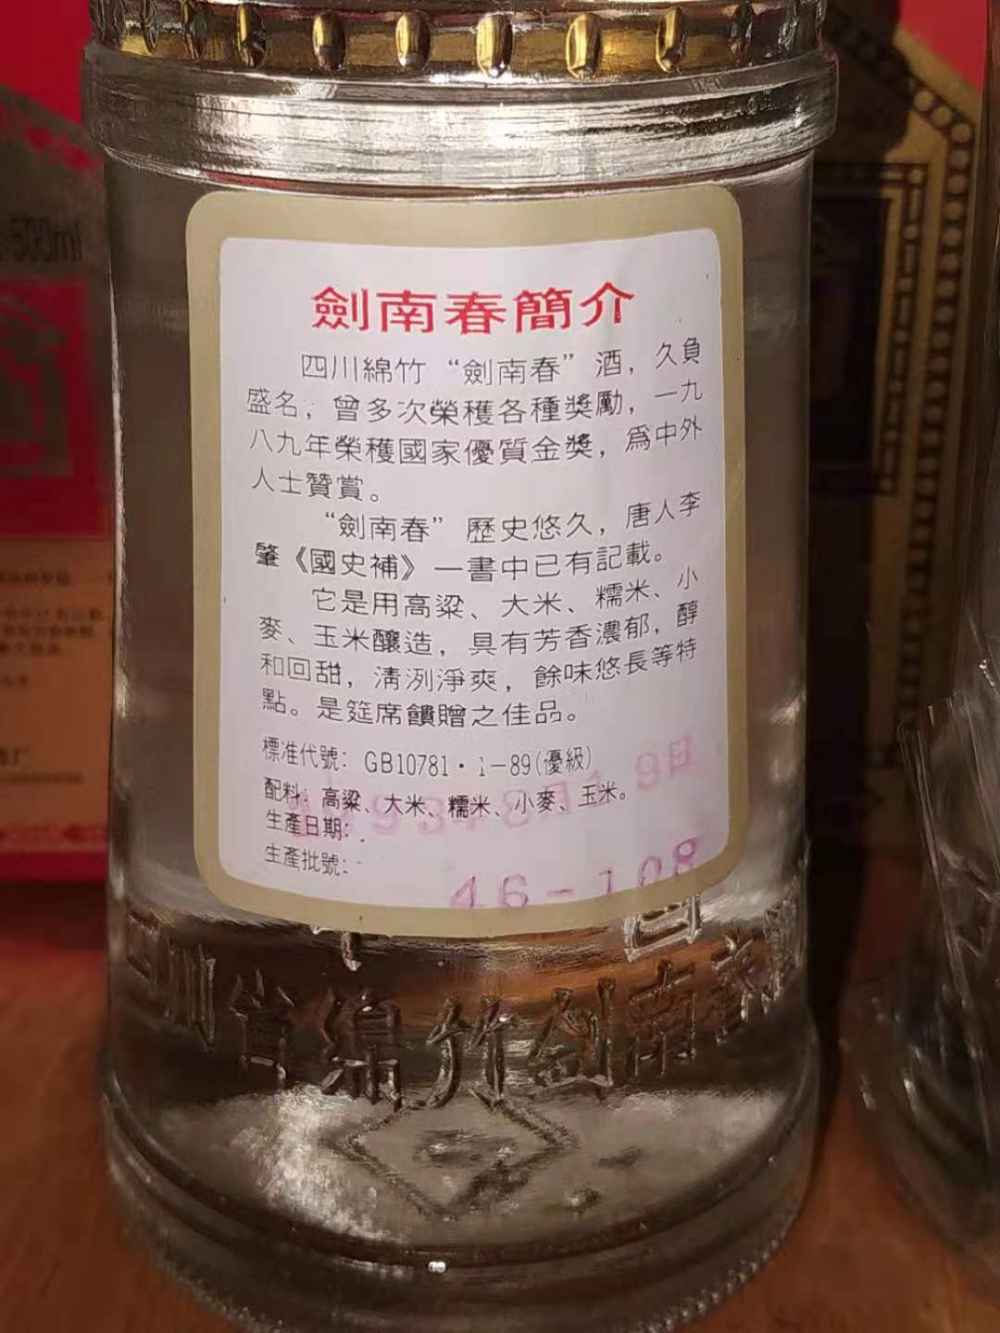 500ml
劍南春簡介
四川綿竹“劍南春”酒，久負
盛名，曾多次榮獲各種獎勵，一九
八九年榮獲國家優質金獎，爲中外
人士贊賞。
“劍南春”歷史悠久，唐人李
肇《國史補》一書中已有記載。
它是用高粱、大米、糯米、小
麥、玉米釀造，具有芳香濃郁，醇
和回甜，清洌淨爽，餘味悠長等特
點。是筵席饋贈之佳品。
標准代號：GB10781·1-89(優級)
配料：高粱、大米、糯米、小麥、玉米。
生產日期：
生產批號：
46-108
四川省綿竹劍南春